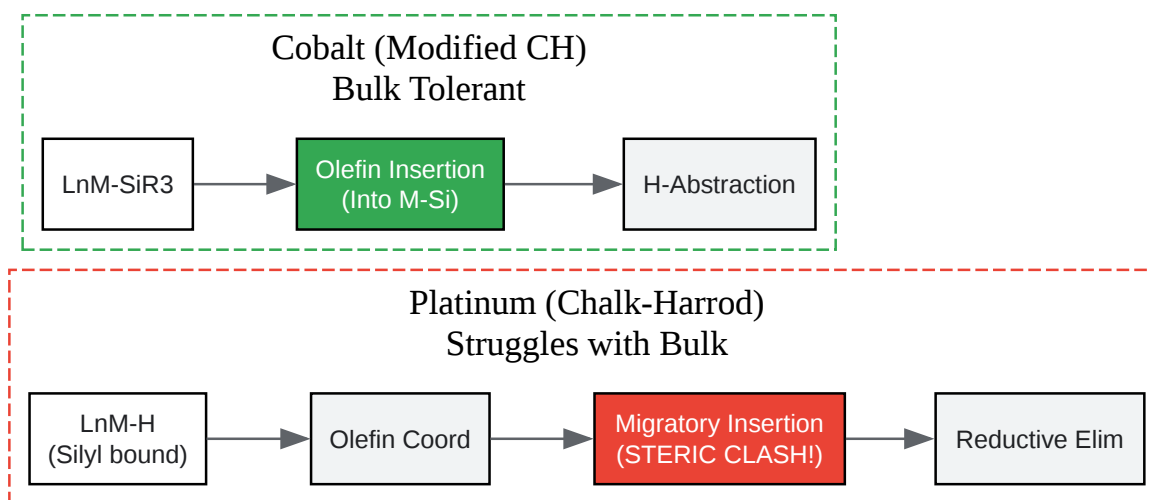 Cobalt (Modified CH)
Bulk Tolerant
LnM-SiR3
Olefin Insertion
(Into M-Si)
H-Abstraction
Platinum (Chalk-Harrod)
Struggles with Bulk
LnM-H
(Silyl bound)
Olefin Coord
Migratory Insertion
(STERIC CLASH!)
Reductive Elim